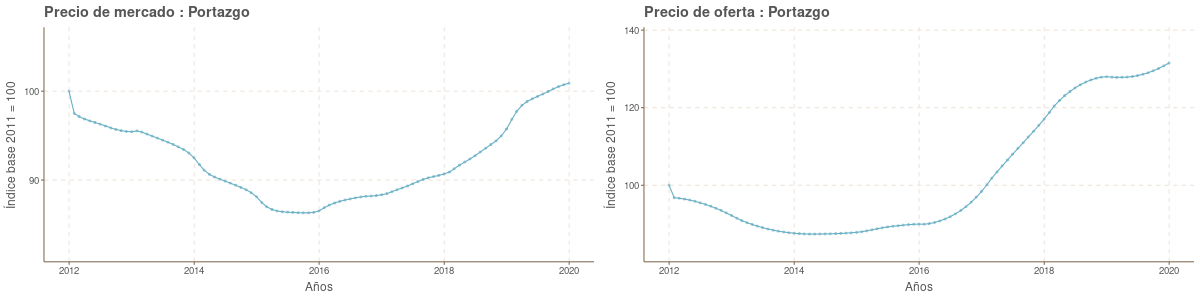 Precio de mercado : Portazgo
Índice base 2011 = 100
100
90
2012 2014 2016 2018 2020
Años
Precio de oferta : Portazgo
Índice base 2011 = 100
140
120
100
2012 2014 2016 2018 2020
Años